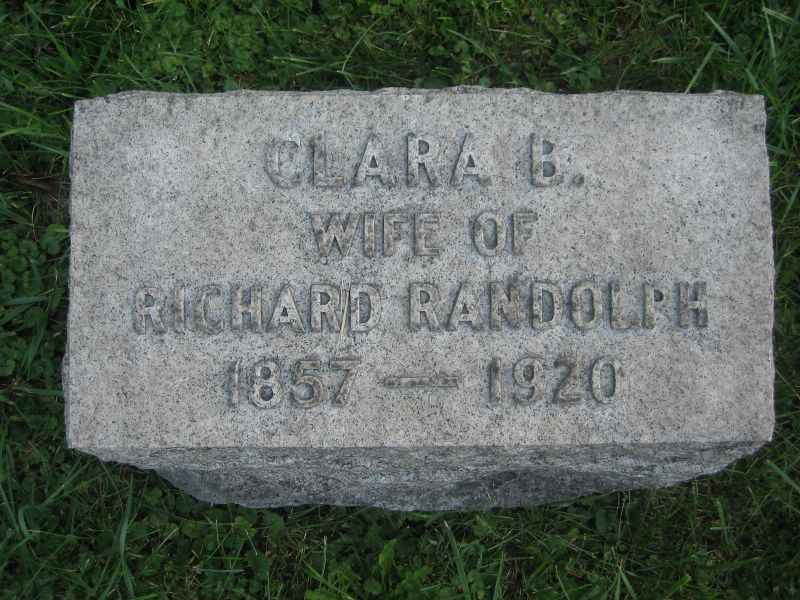 CLARA B.
WIFE OF
RICHARD RANDOLPH
1857 — 1920